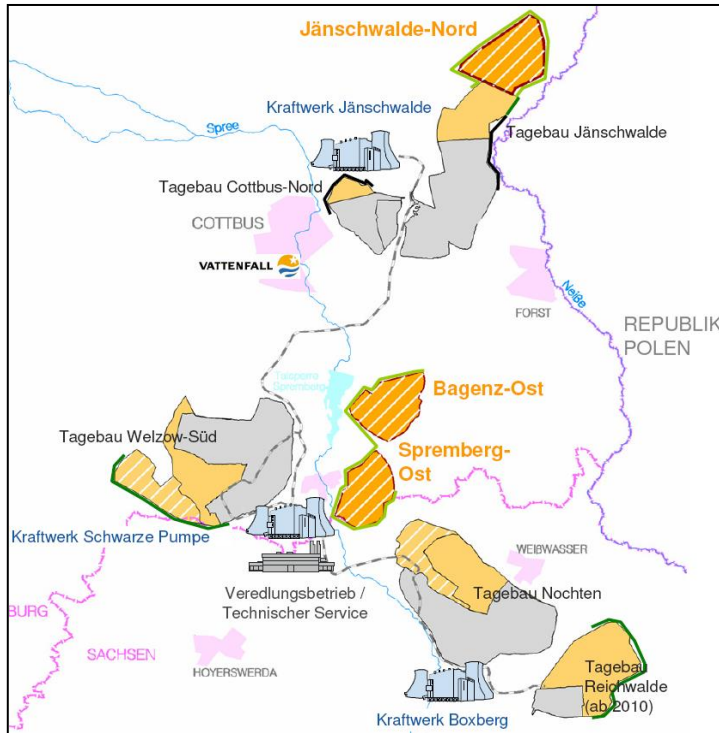 Jänschwalde-Nord
Kraftwerk Jänschwalde
Spree
Tagebau Jänschwalde
Tagebau Cottbus-Nord
COTTBUS
VATTENFALL
Neiße
FORST
REPUBLIK
POLEN
Talsperre
Spremberg
Bagenz-Ost
Tagebau Welzow-Süd
Spremberg-
Ost
Kraftwerk Schwarze Pumpe
WEIßWASSER
Veredlungsbetrieb /
Technischer Service
Tagebau Nochten
BURG
SACHSEN
HOYERSWERDA
Tagebau
Reichwalde
(ab 2010)
Kraftwerk Boxberg